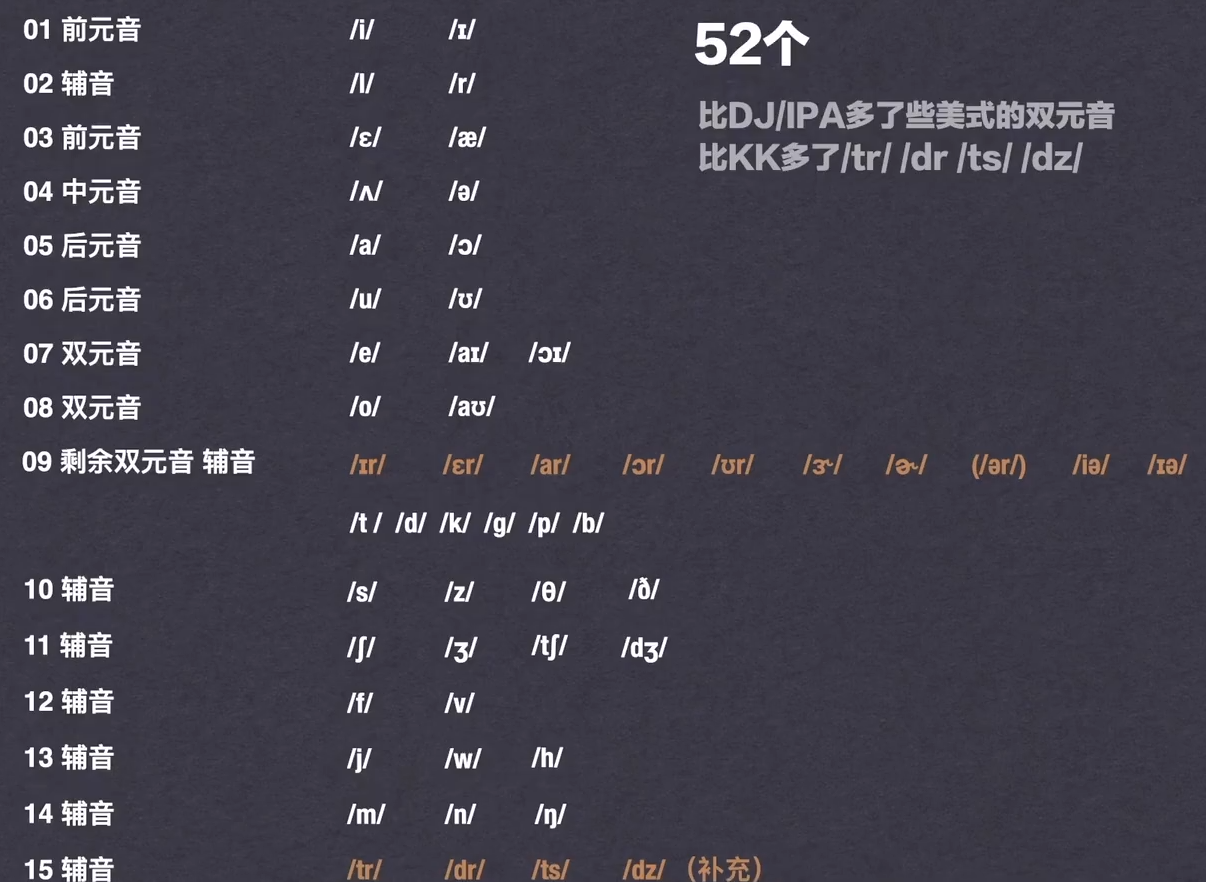 01 前元音 /i/ /ɪ/
52个
02 辅音 /l/ /r/
比DJ/IPA多了些美式的双元音
03 前元音 /ɛ/ /æ/
比KK多了/tr/ /dr /ts/ /dz/
04 中元音 /ʌ/ /ə/
05 后元音 /a/ /ɔ/
06 后元音 /u/ /ʊ/
07 双元音 /e/ /aɪ/ /ɔɪ/
08 双元音 /o/ /aʊ/
09 剩余双元音 辅音 /ɪr/ /ɛr/ /ar/ /ɔr/ /ʊr/ /ɝ/ /ɚ/ (/ər/) /iə/ /ɪə/
/t / /d/ /k/ /g/ /p/ /b/
10 辅音 /s/ /z/ /θ/ /ð/
11 辅音 /ʃ/ /ʒ/ /tʃ/ /dʒ/
12 辅音 /f/ /v/
13 辅音 /j/ /w/ /h/
14 辅音 /m/ /n/ /ŋ/
15 辅音 /tr/ /dr/ /ts/ /dz/ （补充）